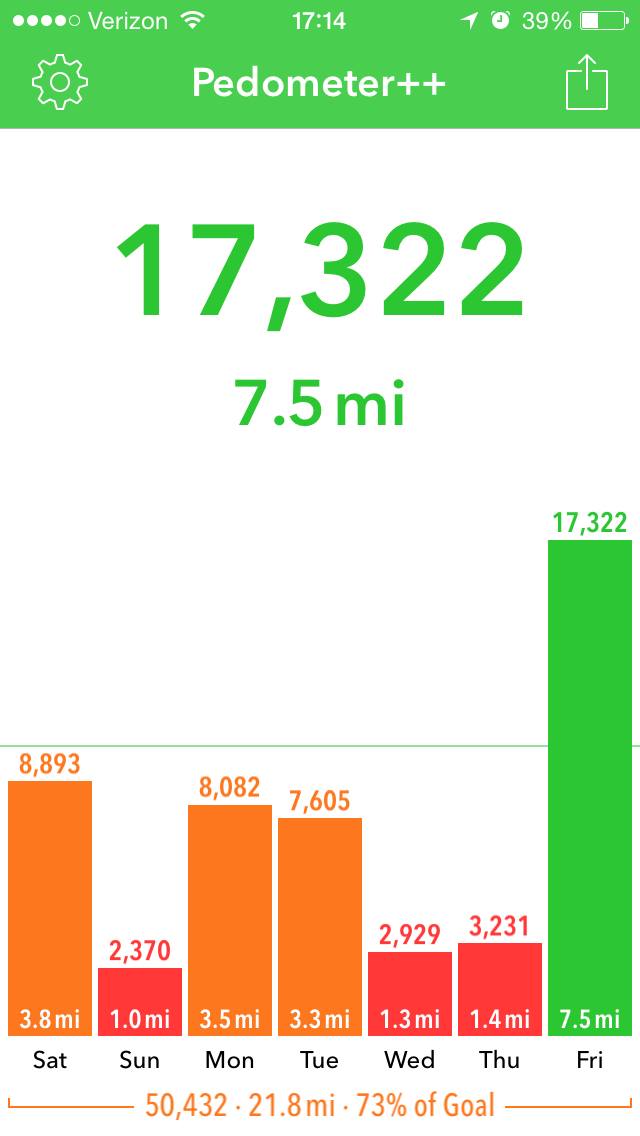 Verizon 17:14 39%
Pedometer++
17,322
7.5 mi
17,322
8,893
8,082
7,605
2,370
2,929
3,231
3.8 mi 1.0 mi 3.5 mi 3.3 mi 1.3 mi 1.4 mi 7.5 mi
Sat Sun Mon Tue Wed Thu Fri
50,432 · 21.8 mi · 73% of Goal